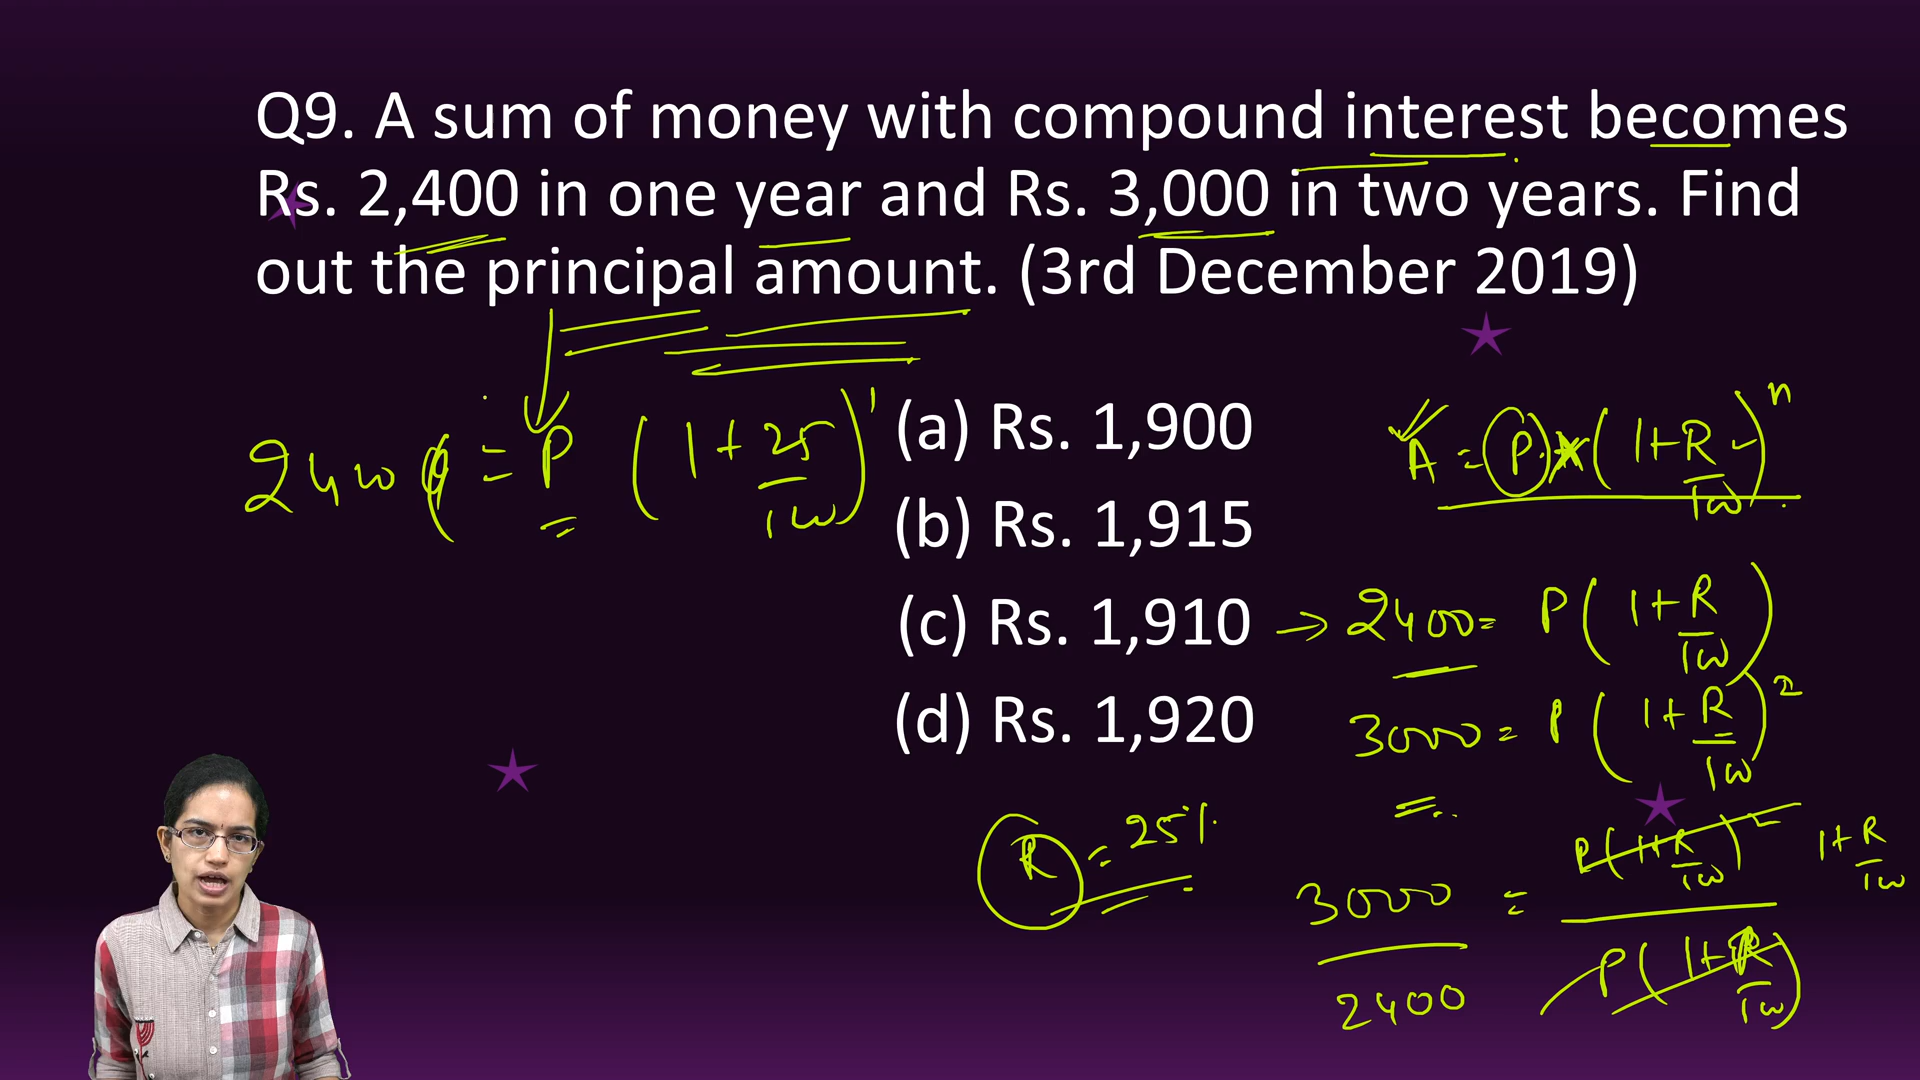 Q9. A sum of money with compound interest becomes
Rs. 2,400 in one year and Rs. 3,000 in two years. Find
out the principal amount. (3rd December 2019)
(a) Rs. 1,900
(b) Rs. 1,915
(c) Rs. 1,910
(d) Rs. 1,920
2400 = P (1 + 25/100)^1
A = P × (1 + R/100)^n
→ 2400 = P (1 + R/100)
3000 = P (1 + R/100)^2
3000/2400 = P (1 + R/100)^2 / P (1 + R/100)
1 + R/100
R = 25%